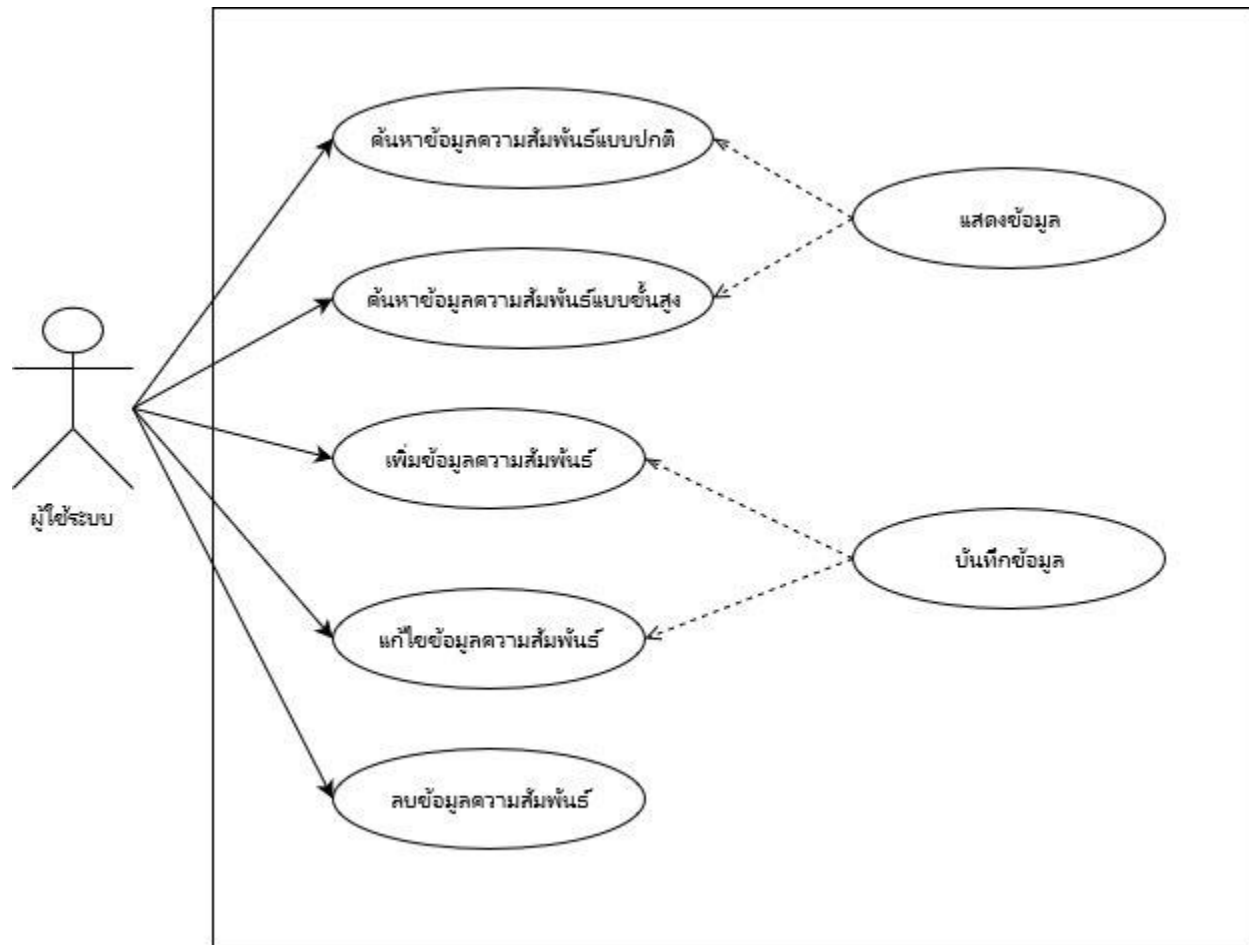 ค้นหาข้อมูลความสัมพันธ์แบบปกติ
แสดงข้อมูล
ค้นหาข้อมูลความสัมพันธ์แบบขั้นสูง
เพิ่มข้อมูลความสัมพันธ์
ผู้ใช้ระบบ
บันทึกข้อมูล
แก้ไขข้อมูลความสัมพันธ์
ลบข้อมูลความสัมพันธ์